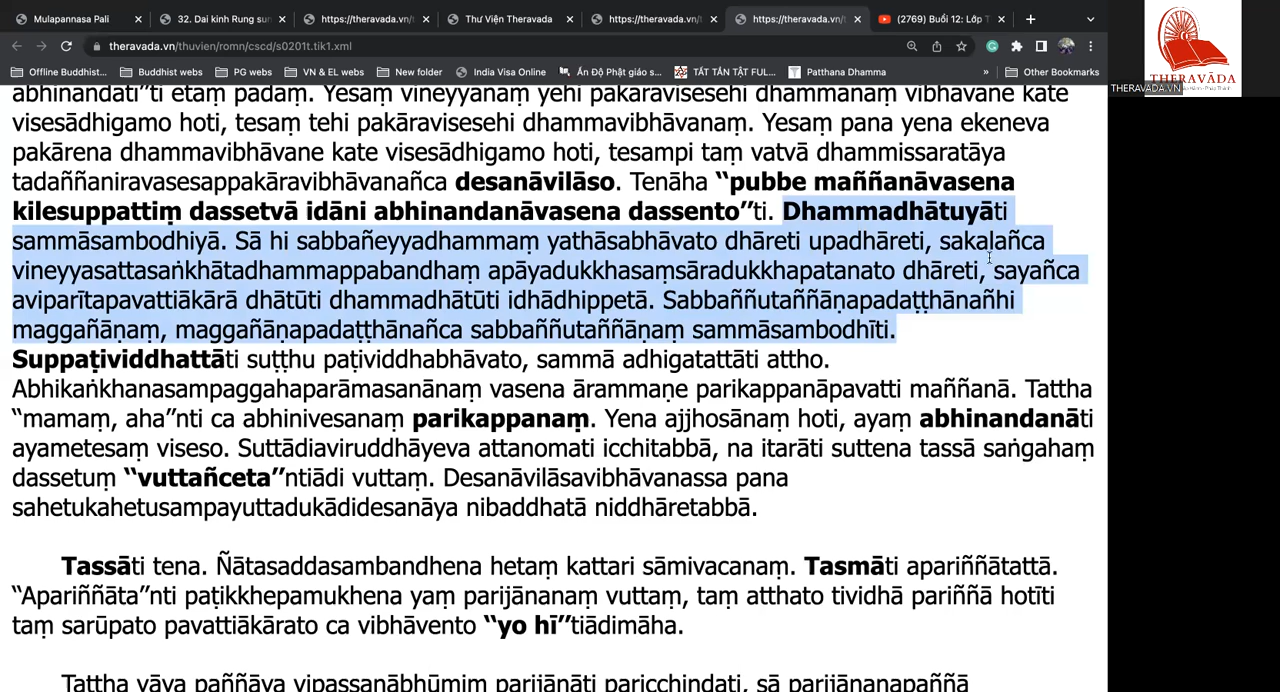 Mulapannasa Pali
32. Dai kinh Rung sun
https://theravada.vn/t
Thư Viện Theravada
https://theravada.vn/t
https://theravada.vn/t
(2769) Buổi 12: Lớp T
theravada.vn/thuvien/romn/cscd/s0201t.tik1.xml
Offline Buddhist...
Buddhist webs
PG webs
VN & EL webs
New folder
India Visa Online
Ấn Độ Phật giáo s...
TẤT TẦN TẬT FUL...
Patthana Dhamma
»
Other Bookmarks
THERAVĀDA
THERAVADA.VN
abhinandatī”ti etaṃ padaṃ. Yesaṃ vineyyānaṃ yehi pakāravisesehi dhammānaṃ vibhāvane kate
visesādhigamo hoti, tesaṃ tehi pakāravisesehi dhammavibhāvanaṃ. Yesaṃ pana yena ekeneva
pakārena dhammavibhāvane kate visesādhigamo hoti, tesampi taṃ vatvā dhammissaratāya
tadaññaniravasesappakāravibhāvanañca desanāvilāso. Tenāha “pubbe maññanāvasena
kilesuppattiṃ dassetvā idāni abhinandanāvasena dassento”ti. Dhammadhātuyāti
sammāsambodhiyā. Sā hi sabbañeyyadhammaṃ yathāsabhāvato dhāreti upadhāreti, sakalañca
vineyyasattasaṅkhātadhammappabandhaṃ apāyadukkhasaṃsāradukkhapatanato dhāreti, sayañca
aviparītapavattiākārā dhātūti dhammadhātūti idhādhippetā. Sabbaññutaññāṇapadaṭṭhānañhi
maggañāṇaṃ, maggañāṇapadaṭṭhānañca sabbaññutaññāṇaṃ sammāsambodhīti.
Suppaṭividdhattāti suṭṭhu paṭividdhabhāvato, sammā adhigatattāti attho.
Abhikaṅkhanasampaggahaparāmasanānaṃ vasena ārammaṇe parikappanāpavatti maññanā. Tattha
“mamaṃ, aha”nti ca abhinivesanaṃ parikappanaṃ. Yena ajjhosānaṃ hoti, ayaṃ abhinandanāti
ayametesaṃ viseso. Suttādiaviruddhāyeva attanomati icchitabbā, na itarāti suttena tassā saṅgahaṃ
dassetuṃ “vuttañceta”ntiādi vuttaṃ. Desanāvilāsavibhāvanassa pana
sahetukahetusampayuttadukādidesanāya nibaddhatā niddhāretabbā.
Tassāti tena. Ñātasaddasambandhena hetaṃ kattari sāmivacanaṃ. Tasmāti apariññātattā.
“Apariññāta”nti paṭikkhepamukhena yaṃ parijānanaṃ vuttaṃ, taṃ atthato tividhā pariññā hotīti
taṃ sarūpato pavattiākārato ca vibhāvento “yo hī”tiādimāha.
Tattha yāya paññāya vipassanābhūmiṃ parijānāti paricchindati, sā parijānanapaññā